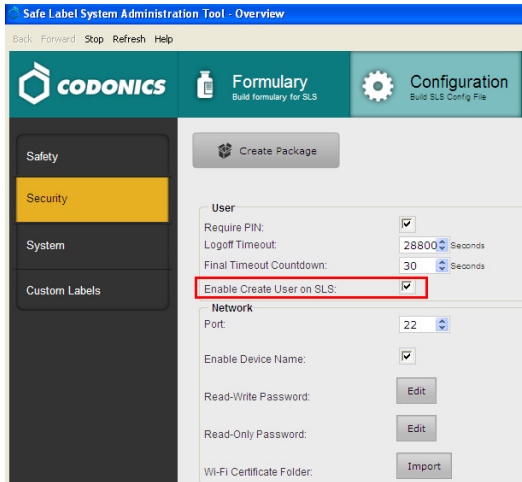 Safe Label System Administration Tool - Overview
Back Forward Stop Refresh Help
CODONICS
Formulary
Build formulary for SLS
Configuration
Build SLS Config File
Safety
Security
System
Custom Labels
Create Package
User
Require PIN:
Logoff Timeout: 28800 Seconds
Final Timeout Countdown: 30 Seconds
Enable Create User on SLS:
Network
Port: 22
Enable Device Name:
Read-Write Password: Edit
Read-Only Password: Edit
Wi-Fi Certificate Folder: Import